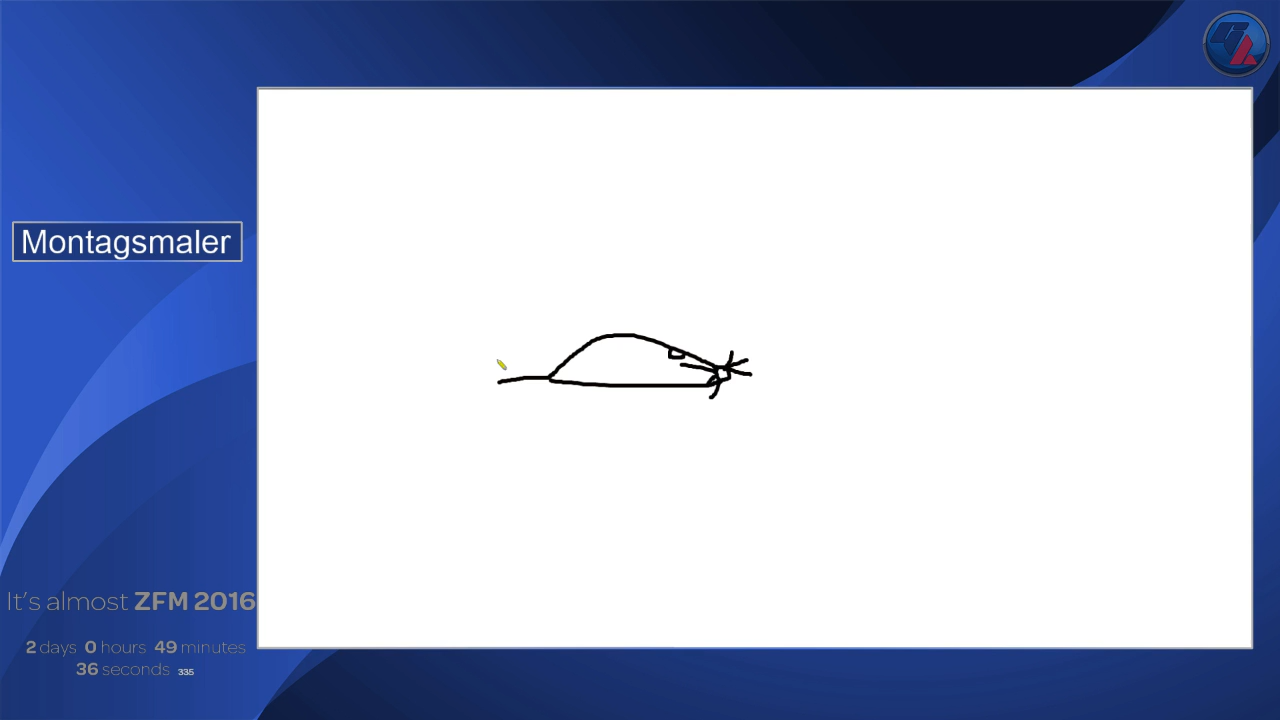 Montagsmaler
It's almost ZFM 2016
2 days 0 hours 49 minutes
36 seconds 335